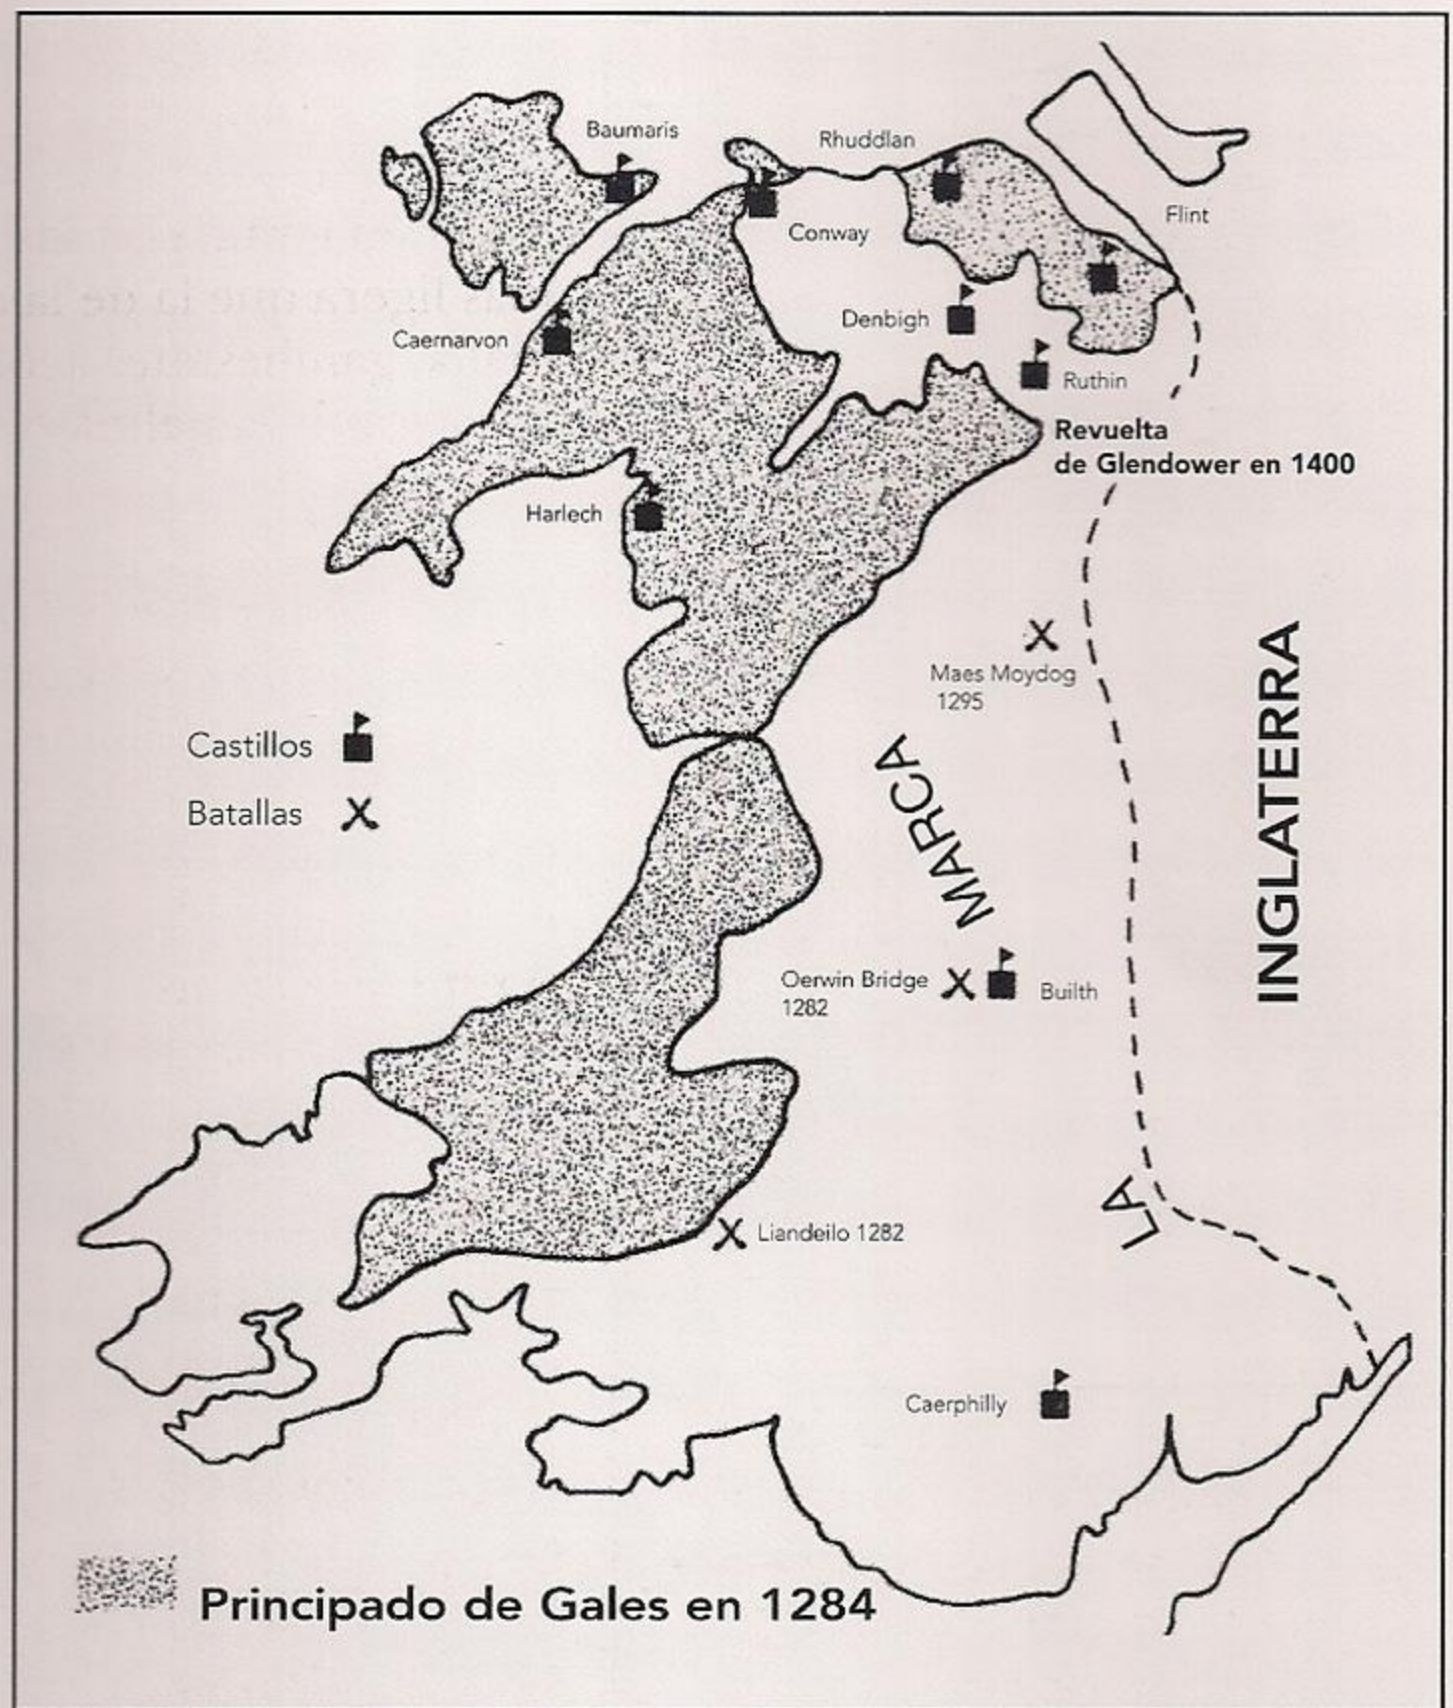 Baumaris
Rhuddlan
Flint
Conway
Denbigh
Caernarvon
Ruthin
Revuelta
de Glendower en 1400
Harlech
Maes Moydog
1295
INGLATERRA
Castillos
Batallas
MARCA
Oerwin Bridge
1282
Builth
LA
Liandeilo 1282
Caerphilly
Principado de Gales en 1284